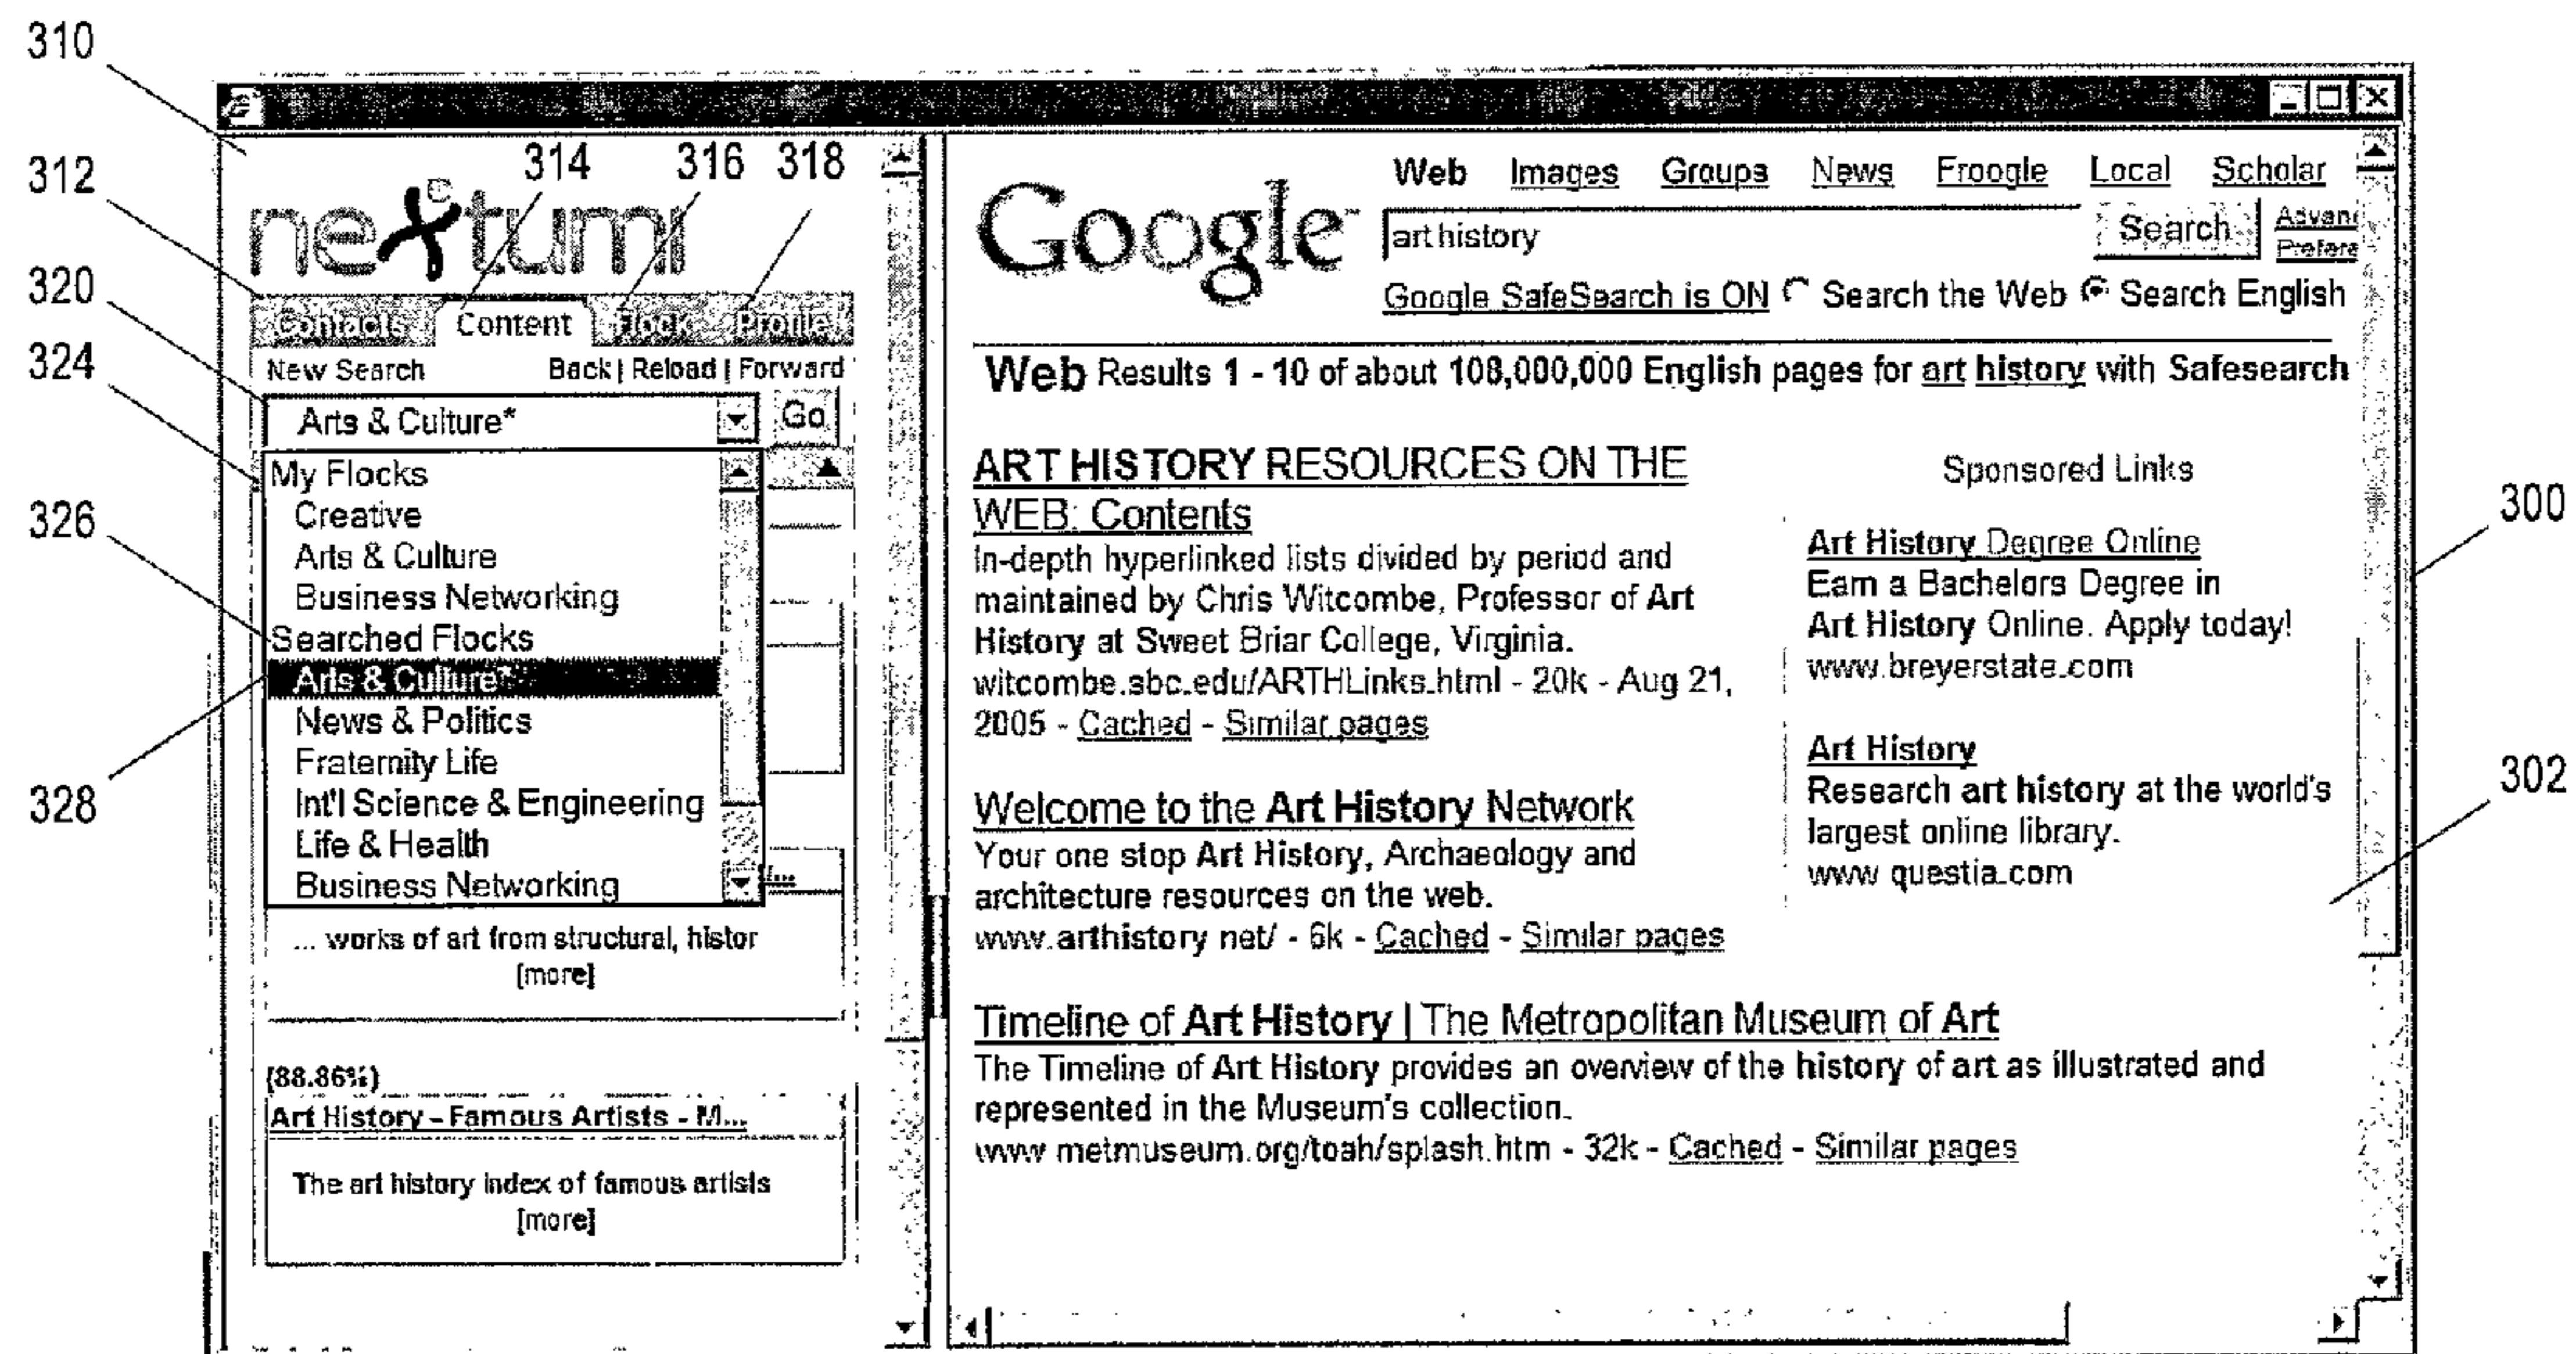 310
312
320
324
326
328
314 316 318
nextumi
Contacts Content Flock Profile
New Search Back | Reload | Forward
Arts & Culture* Go
My Flocks
Creative
Arts & Culture
Business Networking
Searched Flocks
Arts & Culture*
News & Politics
Fraternity Life
Int'l Science & Engineering
Life & Health
Business Networking
... works of art from structural, histor
[more]
(88.86%)
Art History - Famous Artists - M...
The art history index of famous artists
[more]
Google
Web Images Groups News Froogle Local Scholar
art history Search Advan
Prefere
Google SafeSearch is ON Search the Web Search English
Web Results 1 - 10 of about 108,000,000 English pages for art history with Safesearch
ART HISTORY RESOURCES ON THE
WEB: Contents
In-depth hyperlinked lists divided by period and
maintained by Chris Witcombe, Professor of Art
History at Sweet Briar College, Virginia.
witcombe.sbc.edu/ARTHLinks.html - 20k - Aug 21,
2005 - Cached - Similar pages
Welcome to the Art History Network
Your one stop Art History, Archaeology and
architecture resources on the web.
www.arthistory.net/ - 6k - Cached - Similar pages
Timeline of Art History | The Metropolitan Museum of Art
The Timeline of Art History provides an overview of the history of art as illustrated and
represented in the Museum's collection.
www.metmuseum.org/toah/splash.htm - 32k - Cached - Similar pages
Sponsored Links
Art History Degree Online
Earn a Bachelors Degree in
Art History Online. Apply today!
www.breyerstate.com
Art History
Research art history at the world's
largest online library.
www.questia.com
300
302